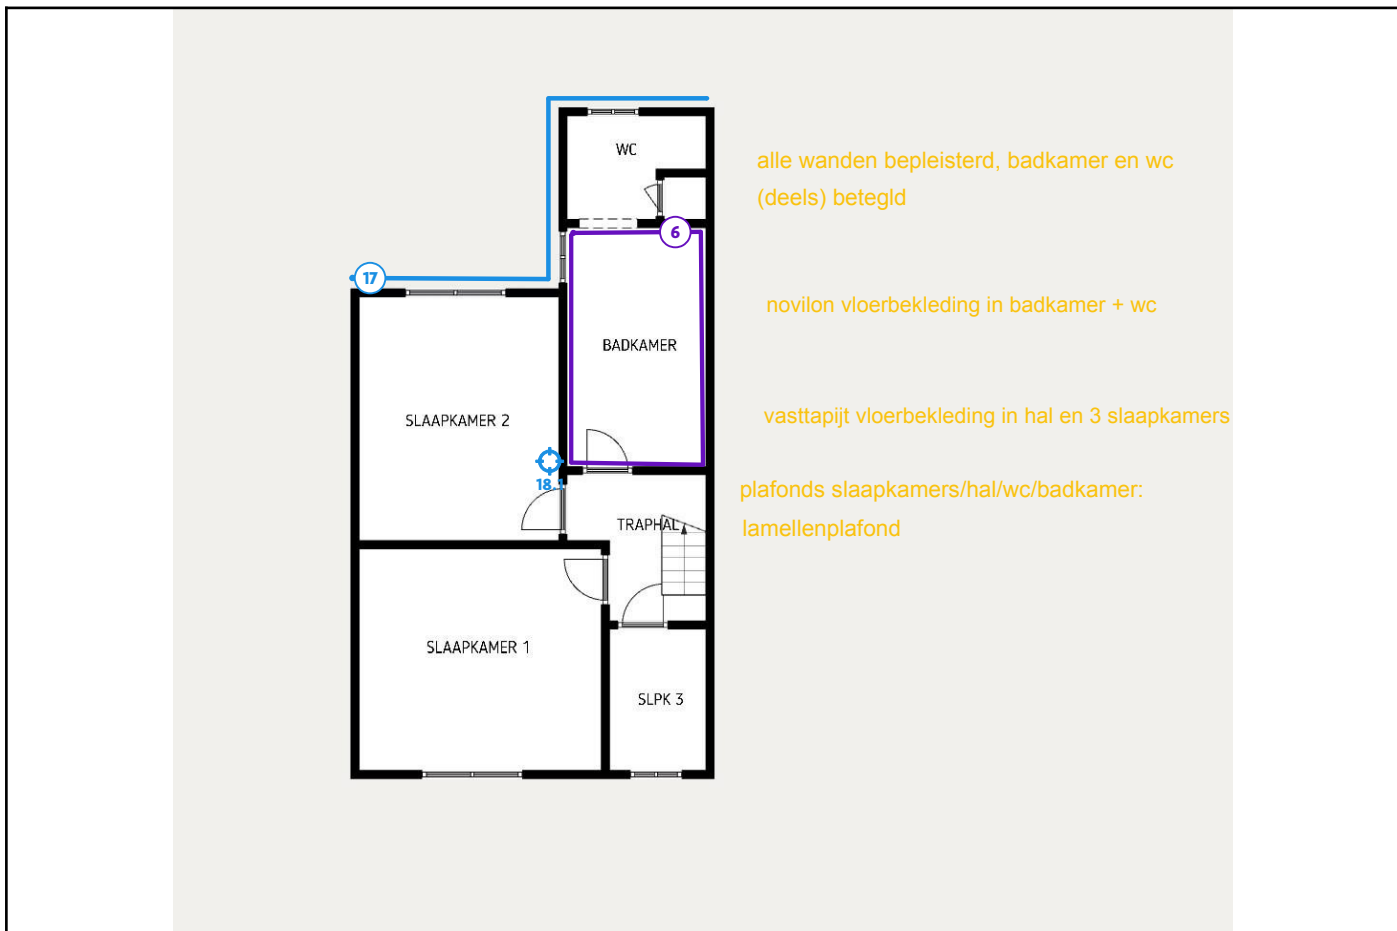 WC
alle wanden bepleisterd, badkamer en wc
(deels) betegld
6
17
novilon vloerbekleding in badkamer + wc
BADKAMER
SLAAPKAMER 2
vasttapijt vloerbekleding in hal en 3 slaapkamers
18.1
plafonds slaapkamers/hal/wc/badkamer:
lamellenplafond
TRAPHAL
SLAAPKAMER 1
SLPK 3